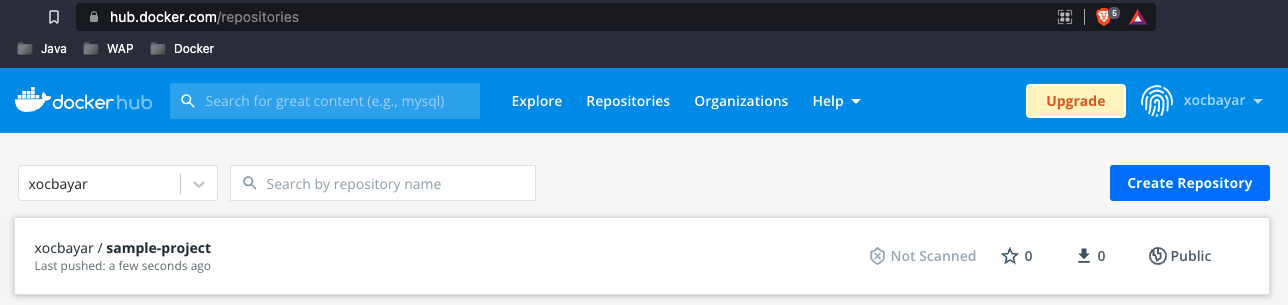 hub.docker.com/repositories
5
Java WAP Docker
dockerhub Search for great content (e.g., mysql) Explore Repositories Organizations Help Upgrade xocbayar
xocbayar Search by repository name Create Repository
xocbayar / sample-project
Last pushed: a few seconds ago
Not Scanned 0 0 Public